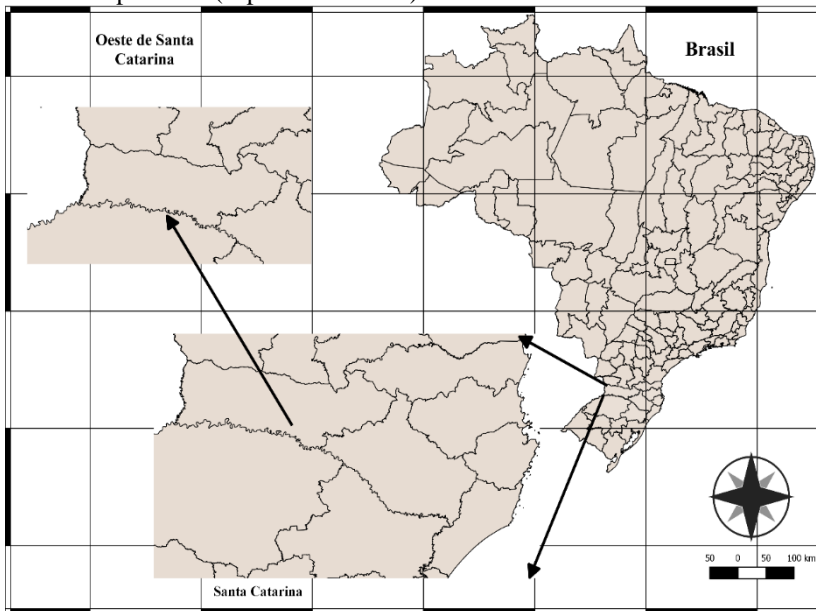 Oeste de Santa
Catarina
Brasil
50 0 50 100 km
Santa Catarina